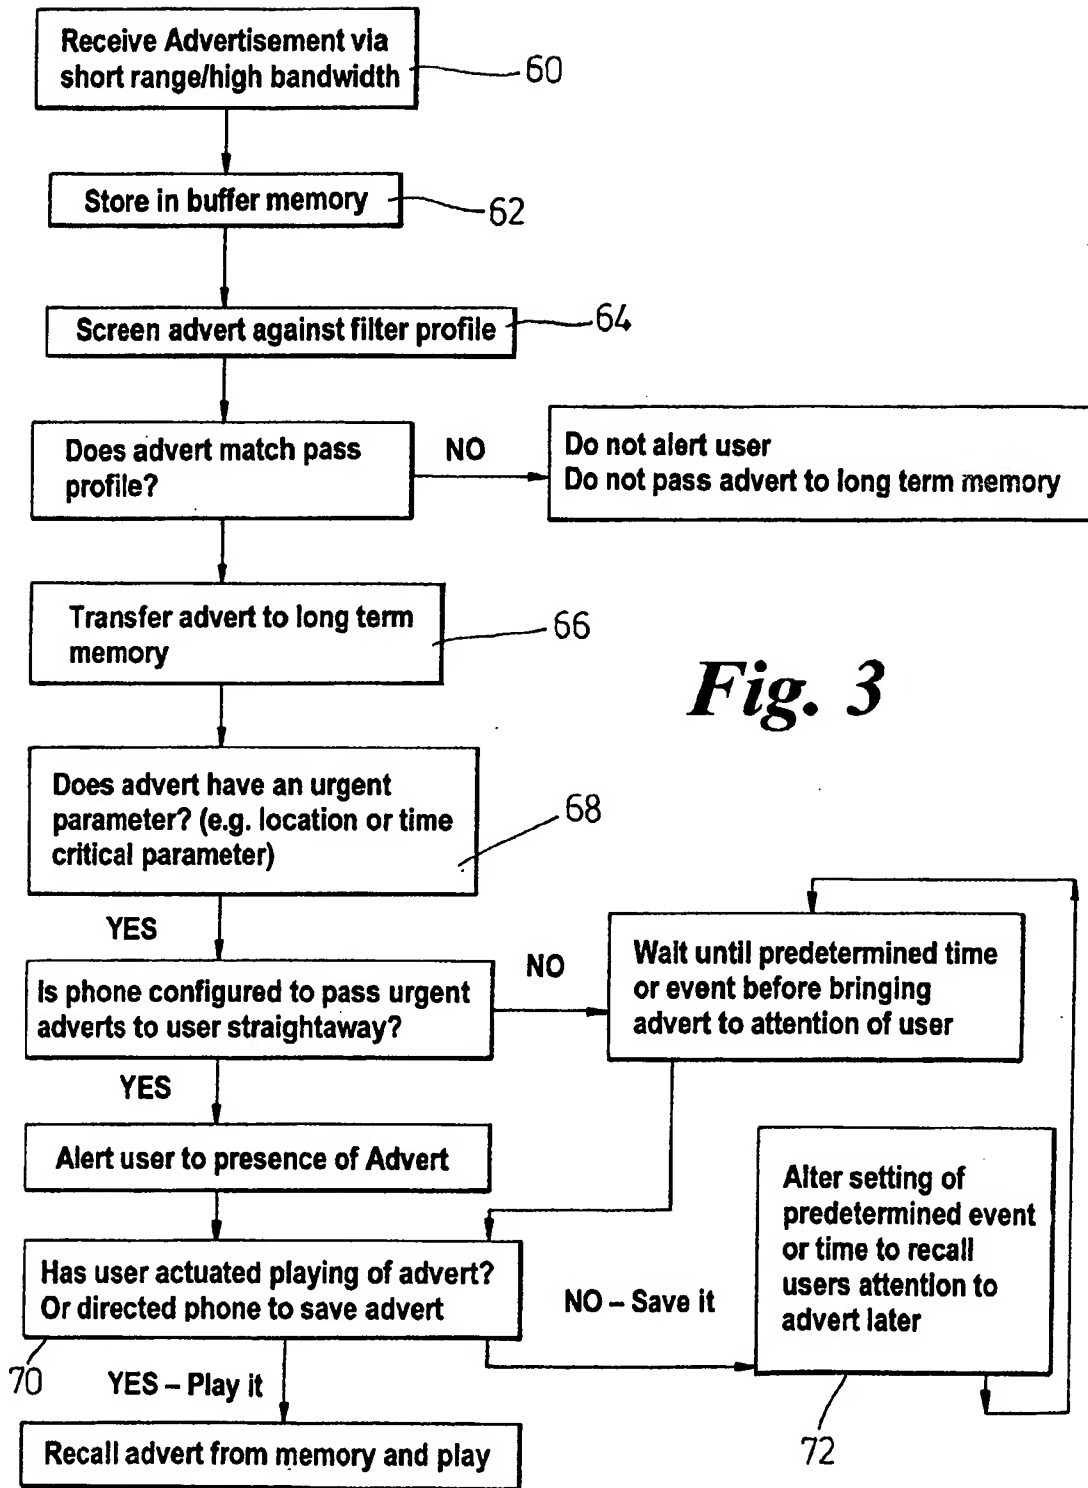 Receive Advertisement via
short range/high bandwidth
60
Store in buffer memory
62
Screen advert against filter profile
64
Does advert match pass
profile?
NO
Do not alert user
Do not pass advert to long term memory
Transfer advert to long term
memory
66
Fig. 3
Does advert have an urgent
parameter? (e.g. location or time
critical parameter)
68
YES
Is phone configured to pass urgent
adverts to user straightaway?
NO
Wait until predetermined time
or event before bringing
advert to attention of user
YES
Alert user to presence of Advert
Has user actuated playing of advert?
Or directed phone to save advert
70
NO – Save it
Alter setting of
predetermined event
or time to recall
users attention to
advert later
72
YES – Play it
Recall advert from memory and play